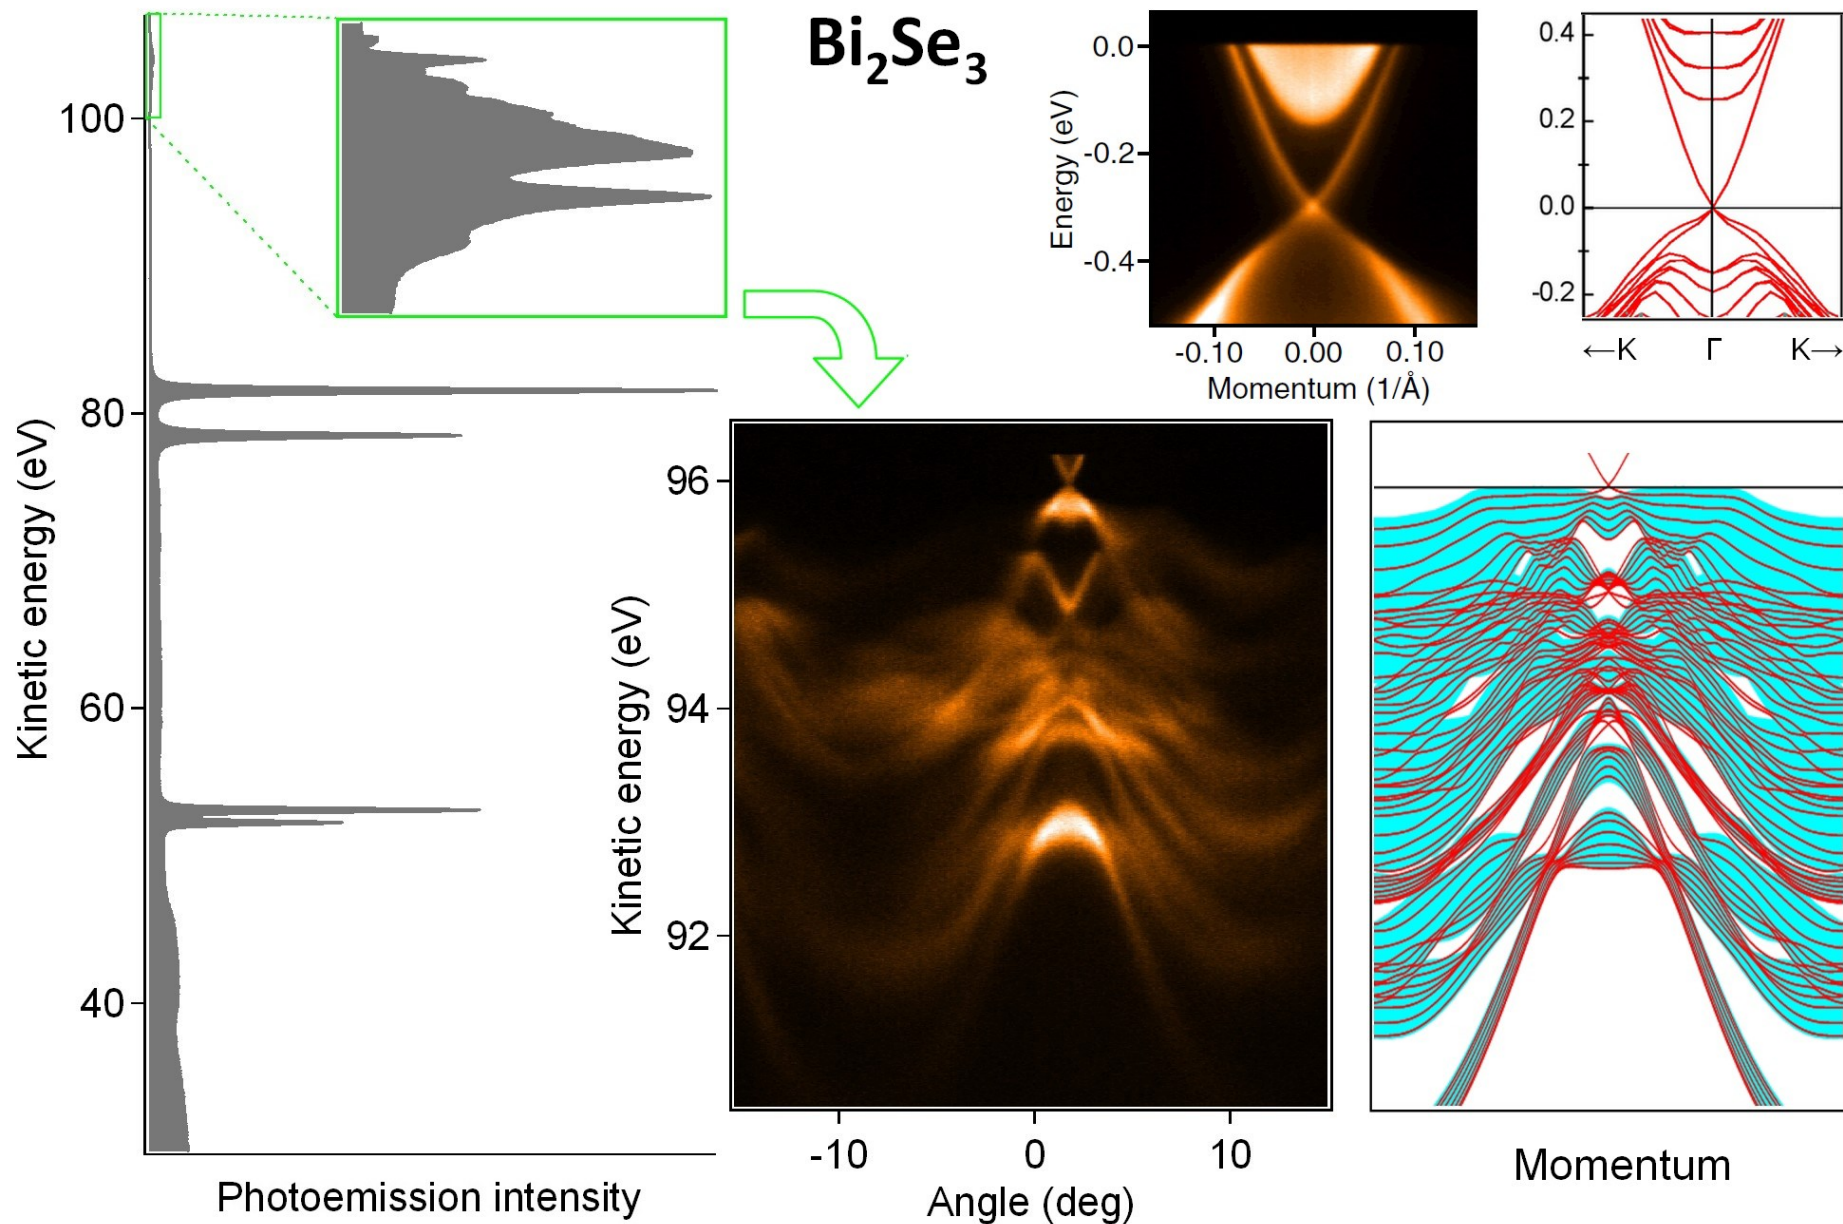 Bi₂Se₃
100
80
60
40
Kinetic energy (eV)
Photoemission intensity
0.0
-0.2
-0.4
Energy (eV)
-0.10 0.00 0.10
Momentum (1/Å)
0.4
0.2
0.0
-0.2
←K Γ K→
96
94
92
Kinetic energy (eV)
-10 0 10
Angle (deg)
Momentum